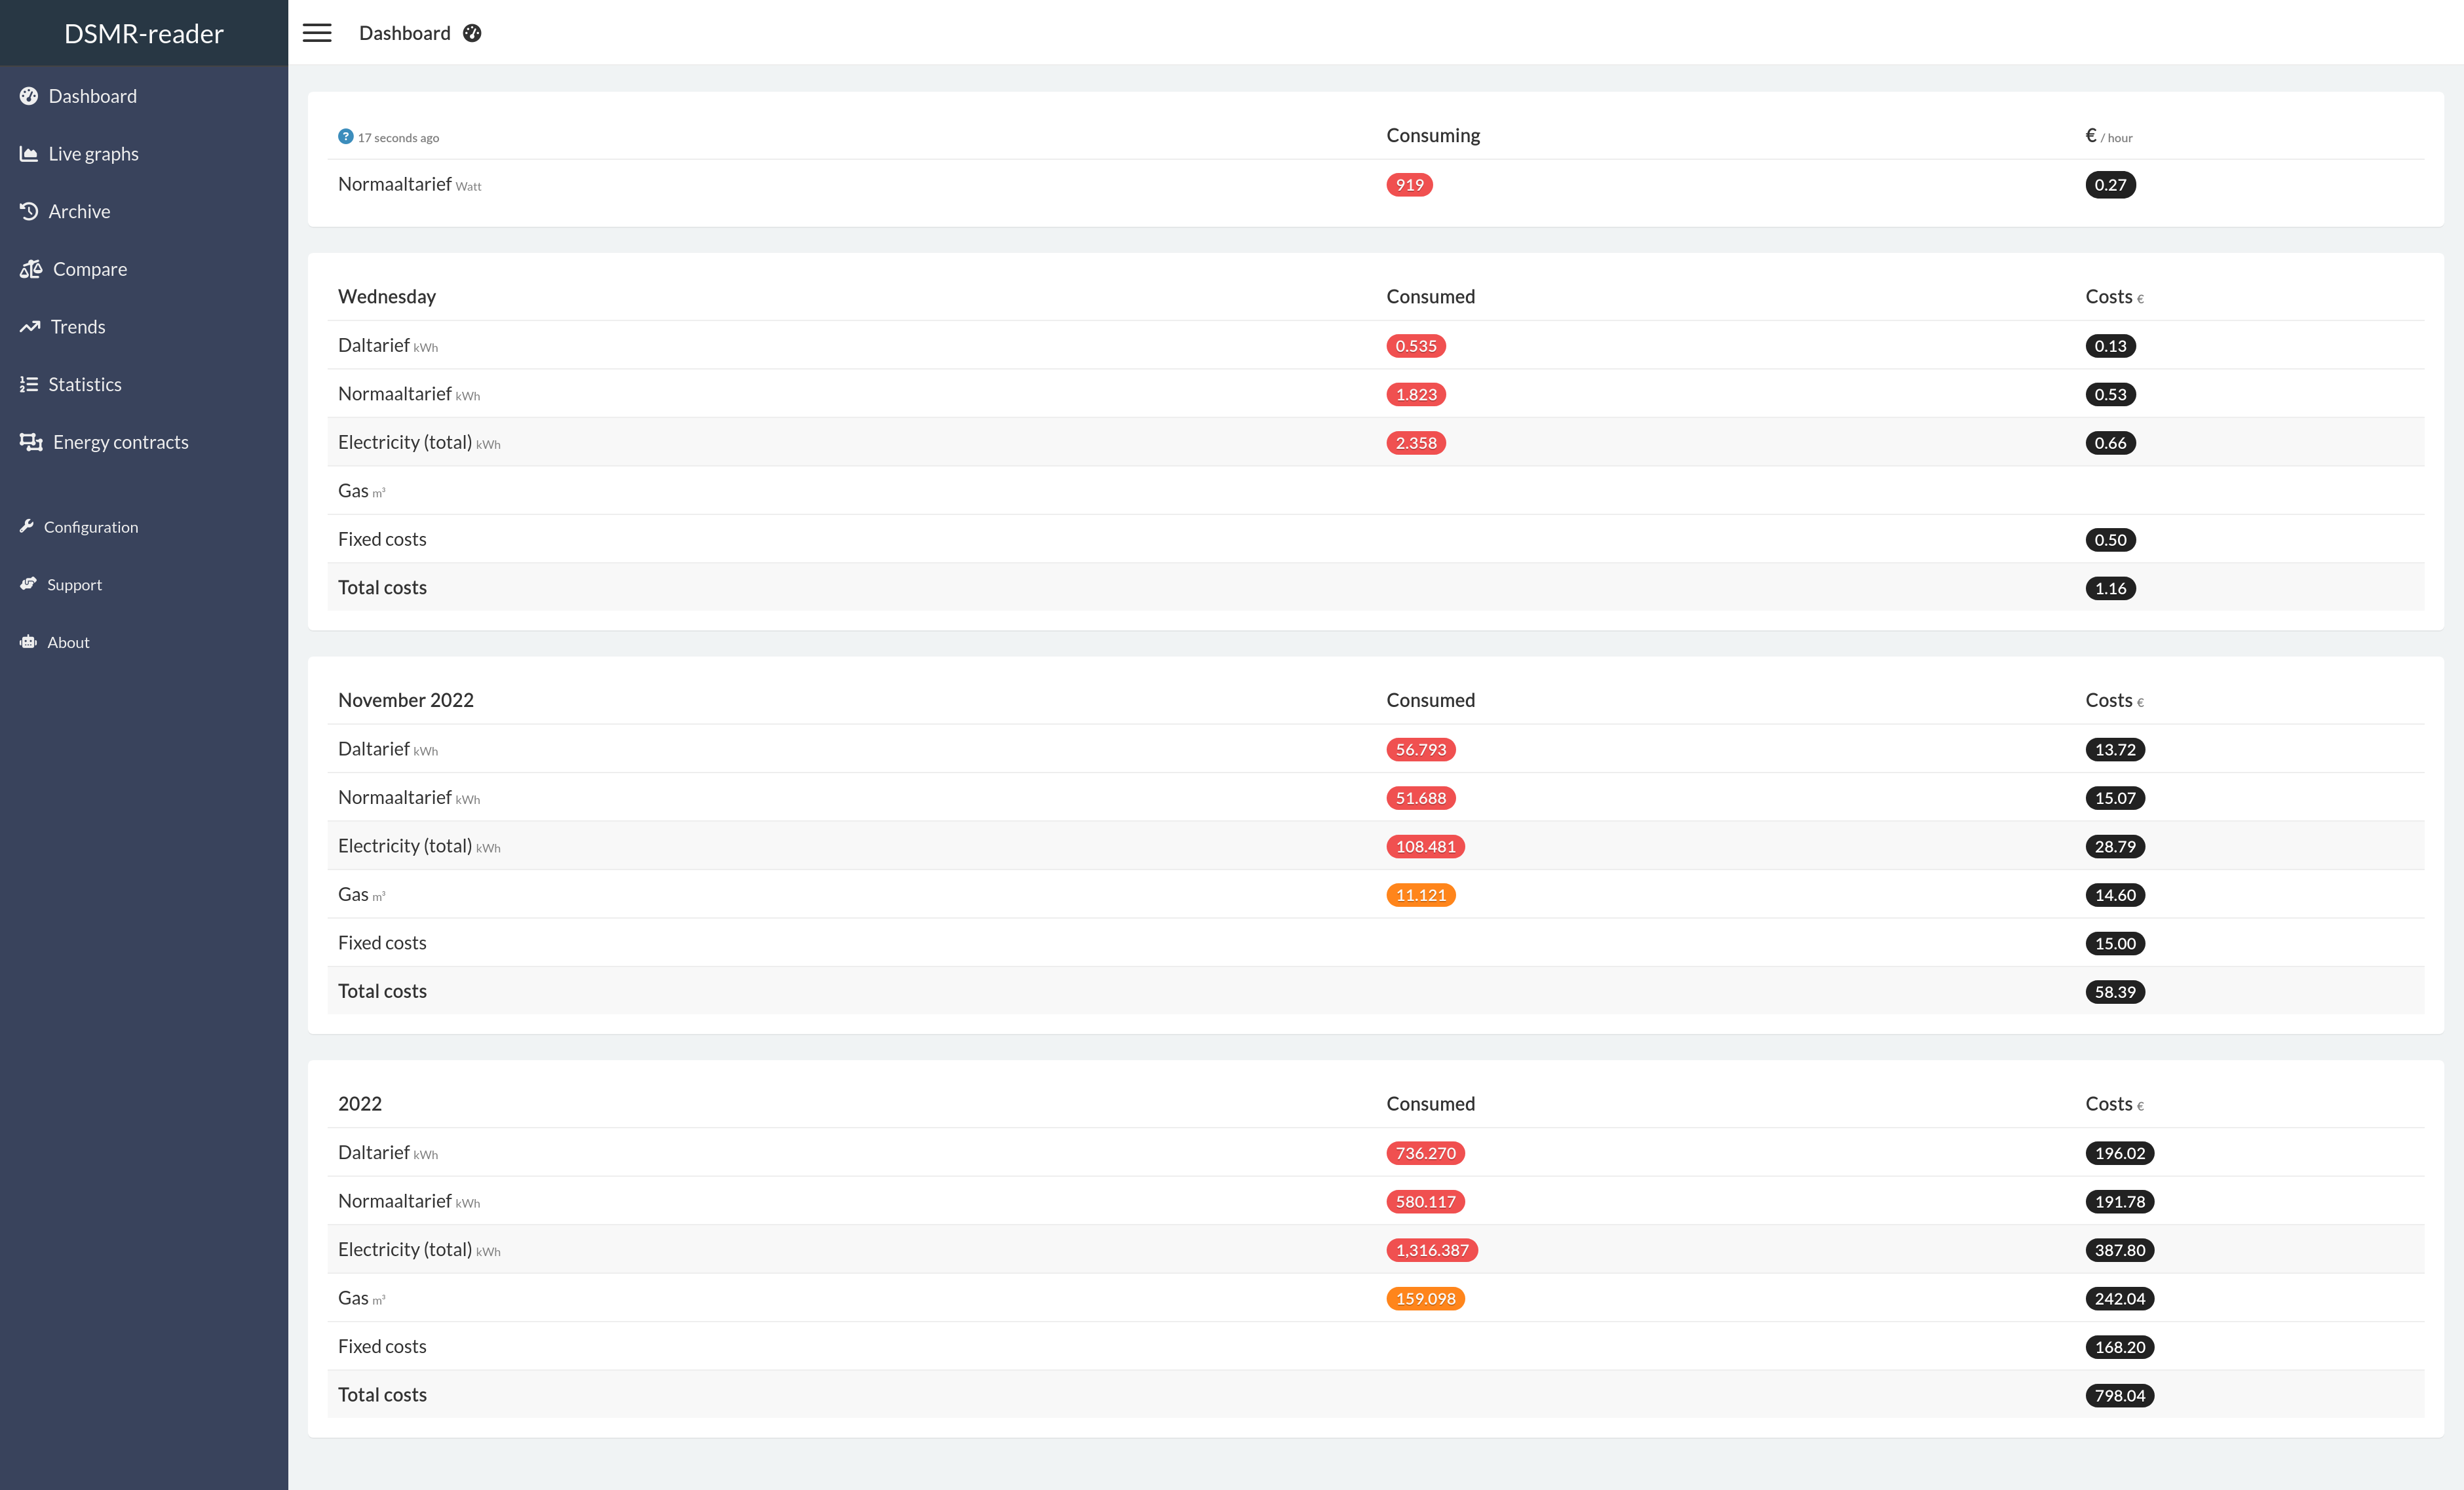 DSMR-reader
Dashboard
Dashboard
Live graphs
Archive
Compare
Trends
Statistics
Energy contracts
Configuration
Support
About
? 17 seconds ago Consuming € / hour
Normaaltarief Watt 919 0.27
Wednesday Consumed Costs €
Daltarief kWh 0.535 0.13
Normaaltarief kWh 1.823 0.53
Electricity (total) kWh 2.358 0.66
Gas m³
Fixed costs 0.50
Total costs 1.16
November 2022 Consumed Costs €
Daltarief kWh 56.793 13.72
Normaaltarief kWh 51.688 15.07
Electricity (total) kWh 108.481 28.79
Gas m³ 11.121 14.60
Fixed costs 15.00
Total costs 58.39
2022 Consumed Costs €
Daltarief kWh 736.270 196.02
Normaaltarief kWh 580.117 191.78
Electricity (total) kWh 1,316.387 387.80
Gas m³ 159.098 242.04
Fixed costs 168.20
Total costs 798.04